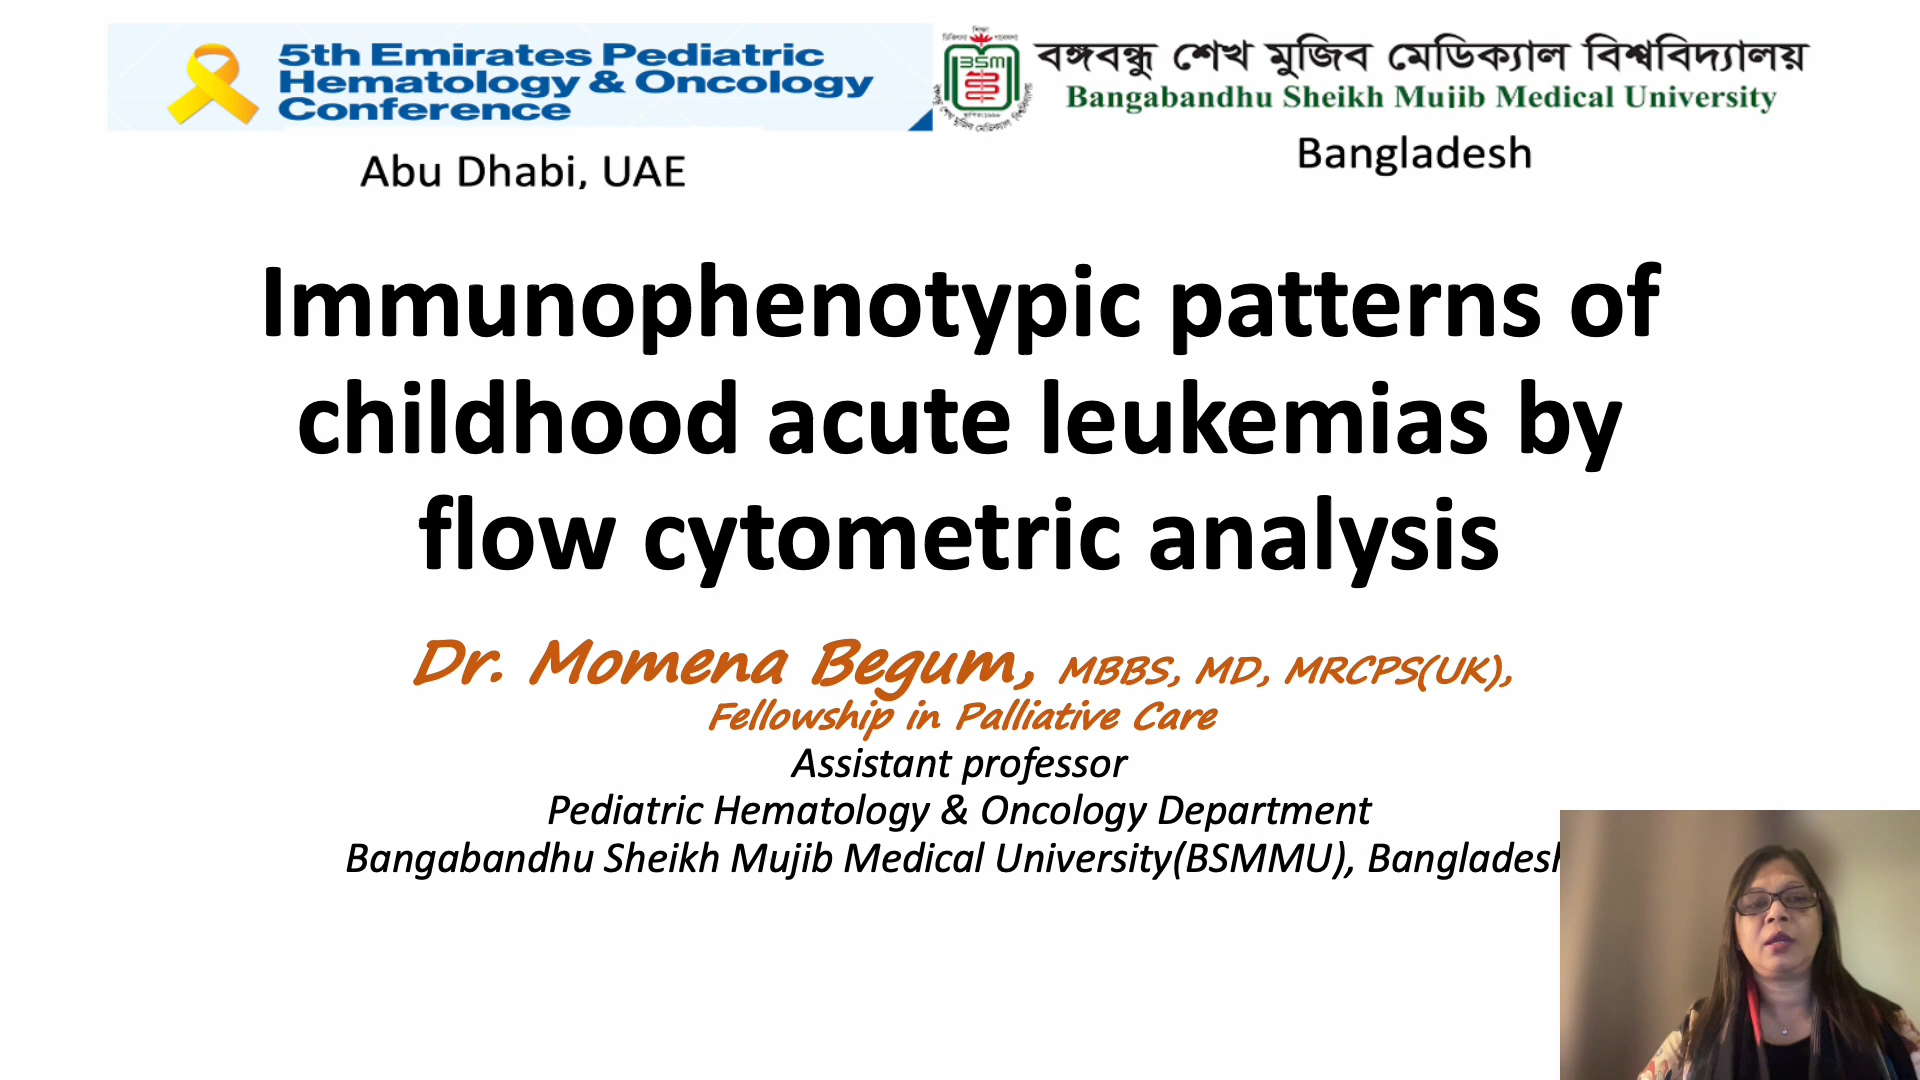 5th Emirates Pediatric
Hematology & Oncology
Conference
Abu Dhabi, UAE
BSM
বঙ্গবন্ধু শেখ মুজিব মেডিক্যাল বিশ্ববিদ্যালয়
Bangabandhu Sheikh Mujib Medical University
Bangladesh
Immunophenotypic patterns of
childhood acute leukemias by
flow cytometric analysis
Dr. Momena Begum, MBBS, MD, MRCPS(UK),
Fellowship in Palliative Care
Assistant professor
Pediatric Hematology & Oncology Department
Bangabandhu Sheikh Mujib Medical University(BSMMU), Bangladesh